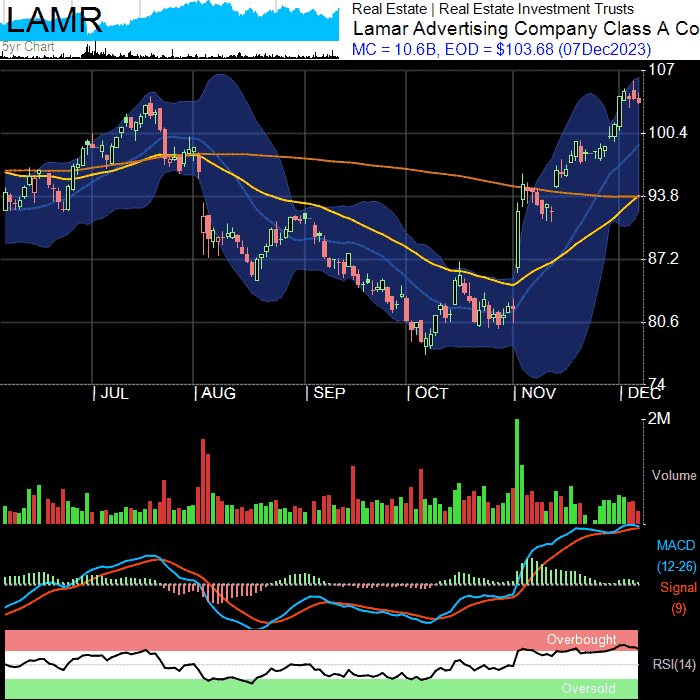 LAMR
5yr Chart
Real Estate | Real Estate Investment Trusts
Lamar Advertising Company Class A Co
MC = 10.6B, EOD = $103.68 (07Dec2023)
107
100.4
93.8
87.2
80.6
74
| JUL | AUG | SEP | OCT | NOV | DEC
2M
Volume
MACD
(12-26)
Signal
(9)
Overbought
RSI(14)
Oversold